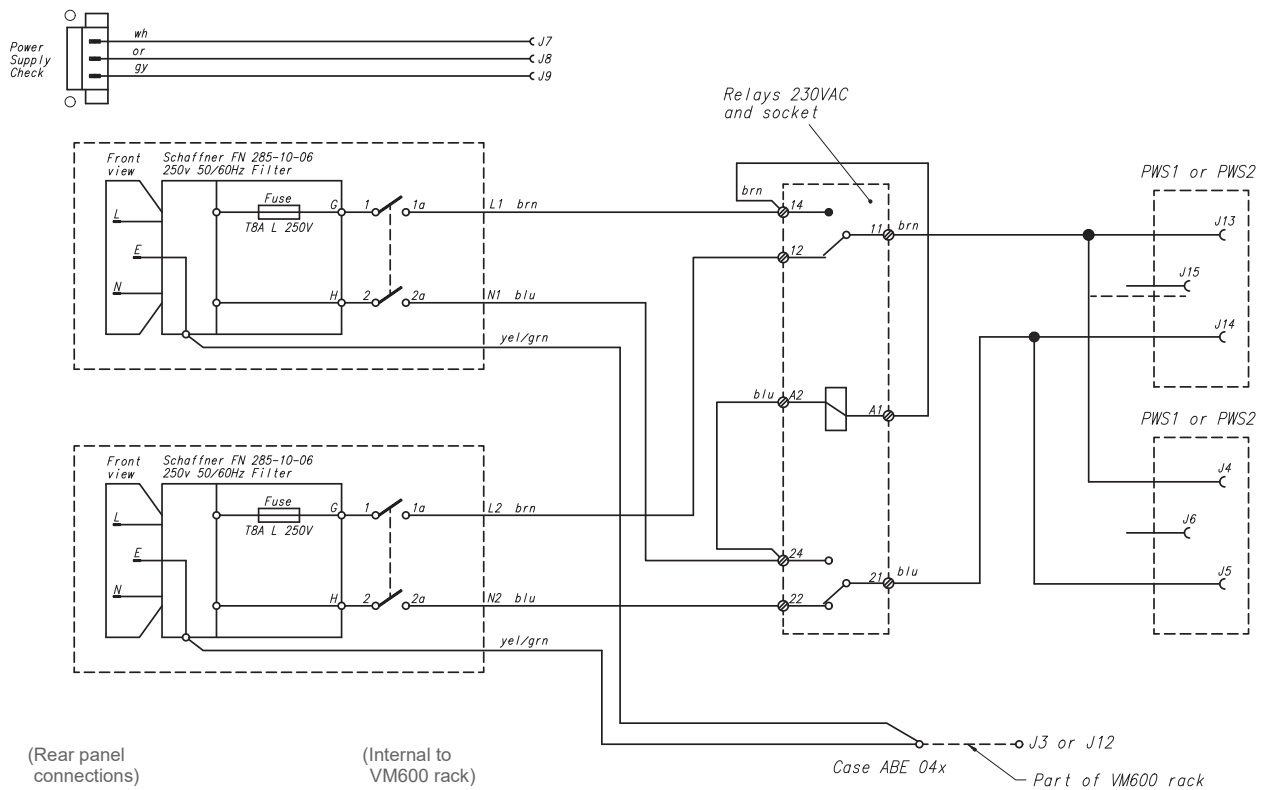 Power
Supply
Check
wh
or
gy
J7
J8
J9
Relays 230VAC
and socket
PWS1 or PWS2
Front
view
Schaffner FN 285-10-06
250v 50/60Hz Filter
L
E
N
Fuse
T8A L 250V
G
H
1
1a
2
2a
L1 brn
N1 blu
yel/grn
brn
14
12
11
brn
J13
J15
J14
blu
A2
A1
PWS1 or PWS2
J4
J6
J5
Front
view
Schaffner FN 285-10-06
250v 50/60Hz Filter
L
E
N
Fuse
T8A L 250V
G
H
1
1a
2
2a
L2 brn
N2 blu
yel/grn
24
22
21
blu
(Rear panel
connections)
(Internal to
VM600 rack)
Case ABE 04x
J3 or J12
Part of VM600 rack